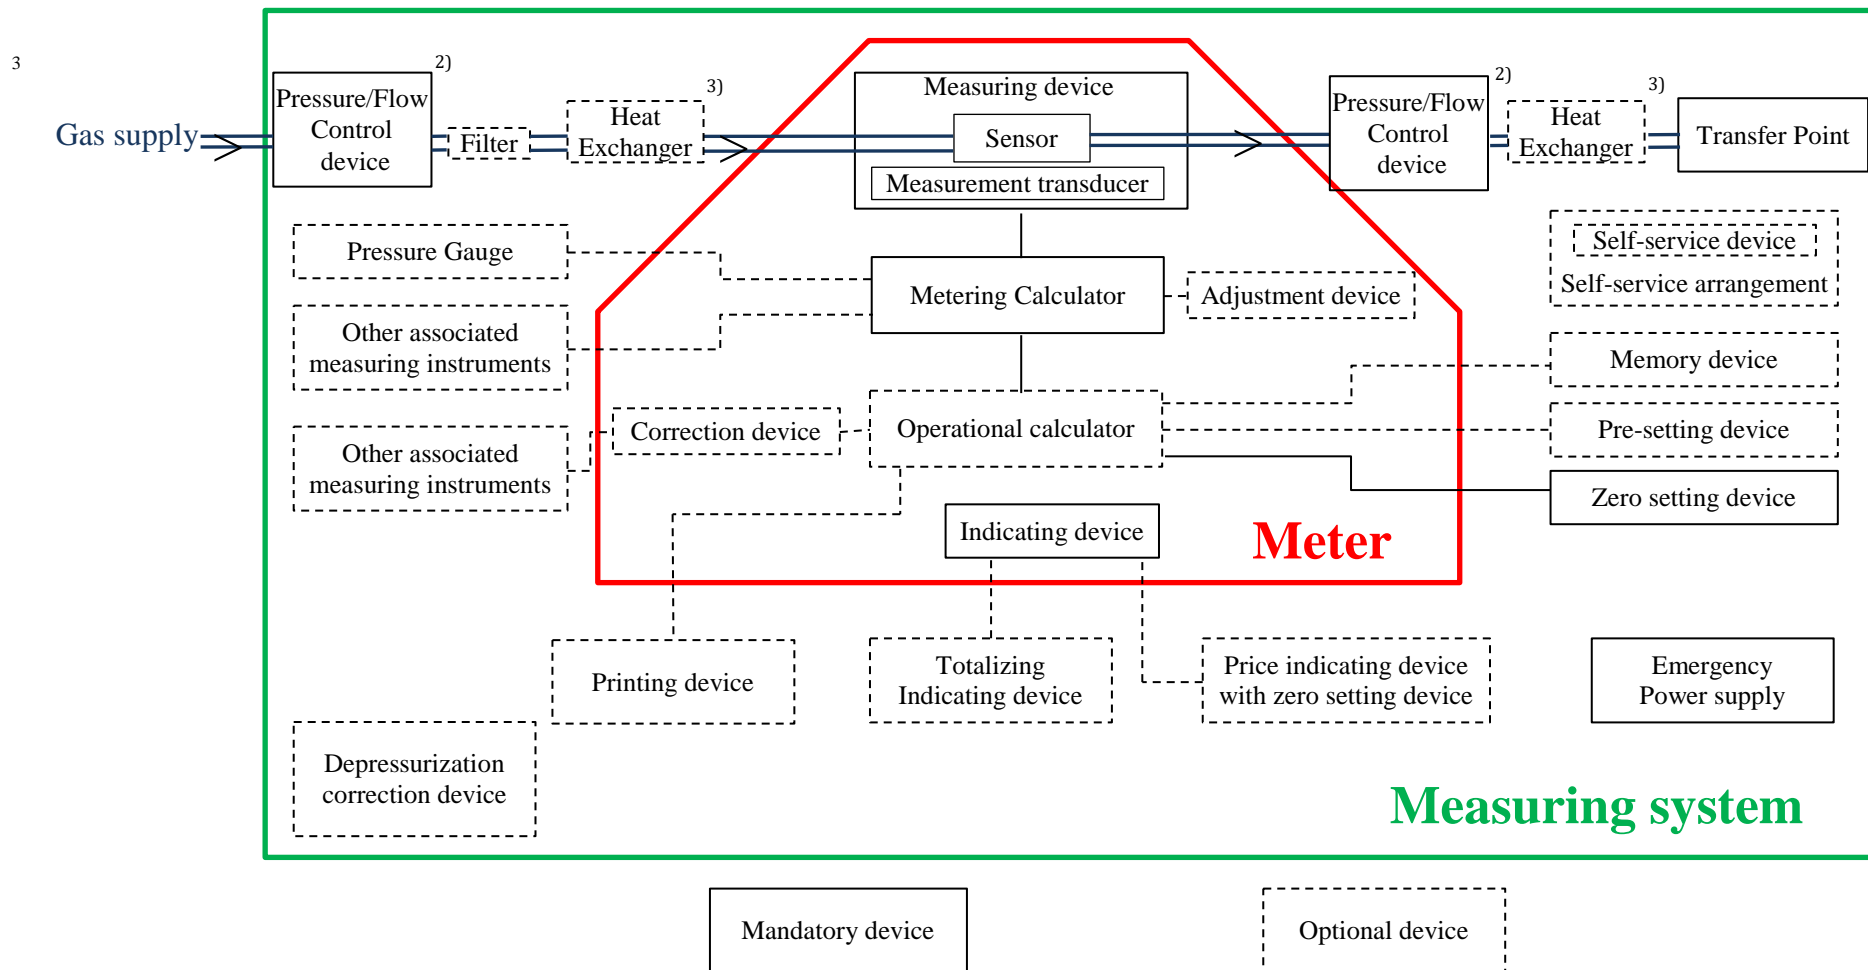 3
2)
3)
2)
3)
Pressure/Flow
Control
device
Gas supply
Filter
Heat
Exchanger
Measuring device
Sensor
Measurement transducer
Pressure/Flow
Control
device
Heat
Exchanger
Transfer Point
Pressure Gauge
Self-service device
Self-service arrangement
Metering Calculator
Adjustment device
Other associated
measuring instruments
Memory device
Correction device
Operational calculator
Pre-setting device
Other associated
measuring instruments
Zero setting device
Indicating device
Meter
Printing device
Totalizing
Indicating device
Price indicating device
with zero setting device
Emergency
Power supply
Depressurization
correction device
Measuring system
Mandatory device
Optional device